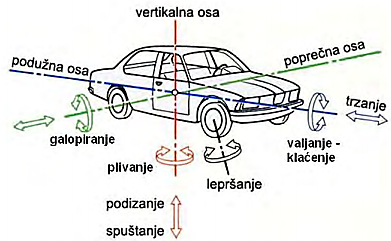 vertikalna osa
podužna osa
poprečna osa
trzanje
galopiranje
valjanje -
klaćenje
plivanje
lepršanje
podizanje
spuštanje